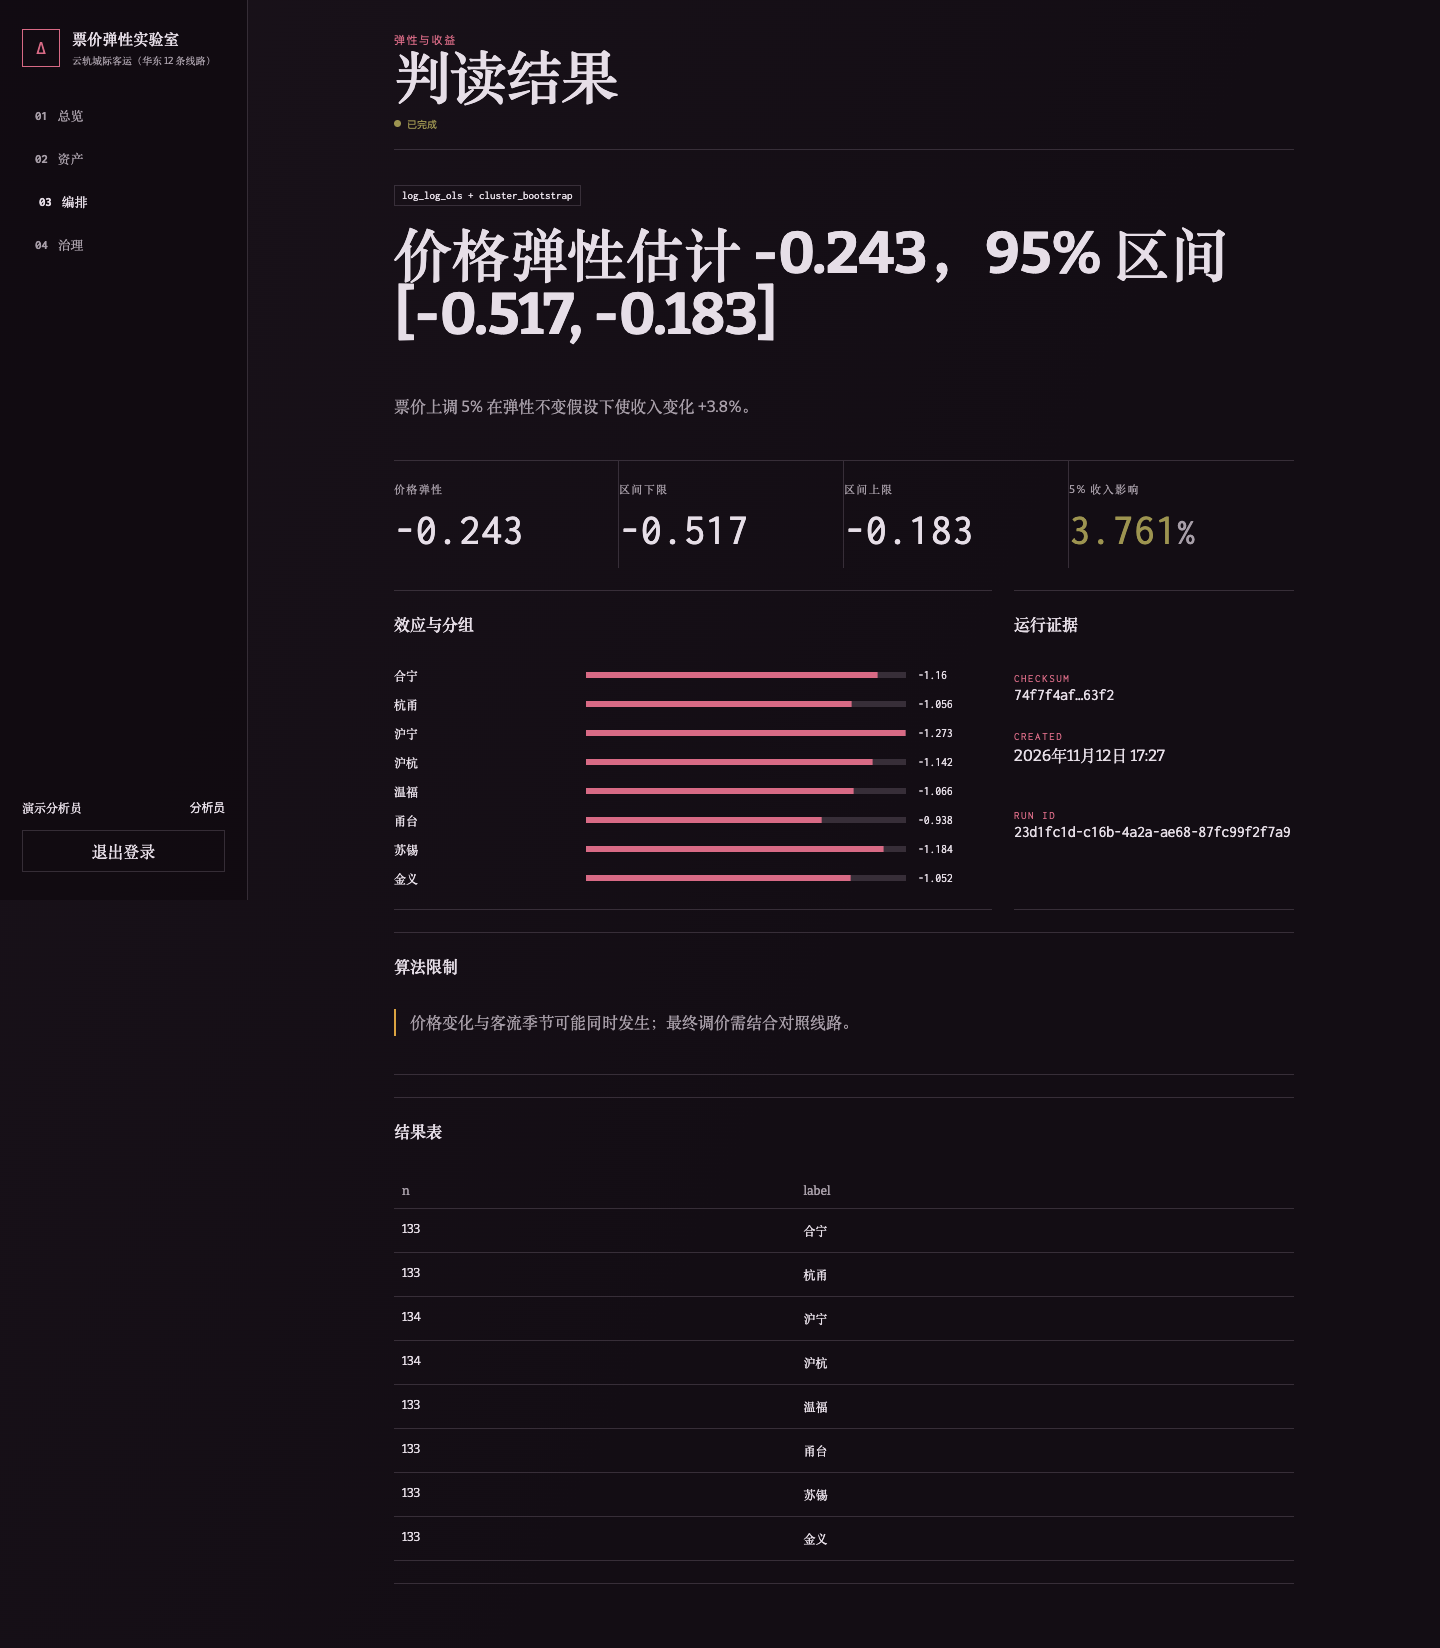 Δ
票价弹性实验室
云轨城际客运（华东 12 条线路）
01 总览
02 资产
03 编排
04 治理
演示分析员 分析员
退出登录
弹性与收益
判读结果
已完成
log_log_ols + cluster_bootstrap
价格弹性估计 -0.243，95% 区间
[-0.517, -0.183]
票价上调 5% 在弹性不变假设下使收入变化 +3.8%。
价格弹性
-0.243
区间下限
-0.517
区间上限
-0.183
5% 收入影响
3.761%
效应与分组
合宁 -1.16
杭甬 -1.056
沪宁 -1.273
沪杭 -1.142
温福 -1.066
甬台 -0.938
苏锡 -1.184
金义 -1.052
运行证据
CHECKSUM
74f7f4af…63f2
CREATED
2026年11月12日 17:27
RUN ID
23d1fc1d-c16b-4a2a-ae68-87fc99f2f7a9
算法限制
价格变化与客流季节可能同时发生；最终调价需结合对照线路。
结果表
n label
133 合宁
133 杭甬
134 沪宁
134 沪杭
133 温福
133 甬台
133 苏锡
133 金义